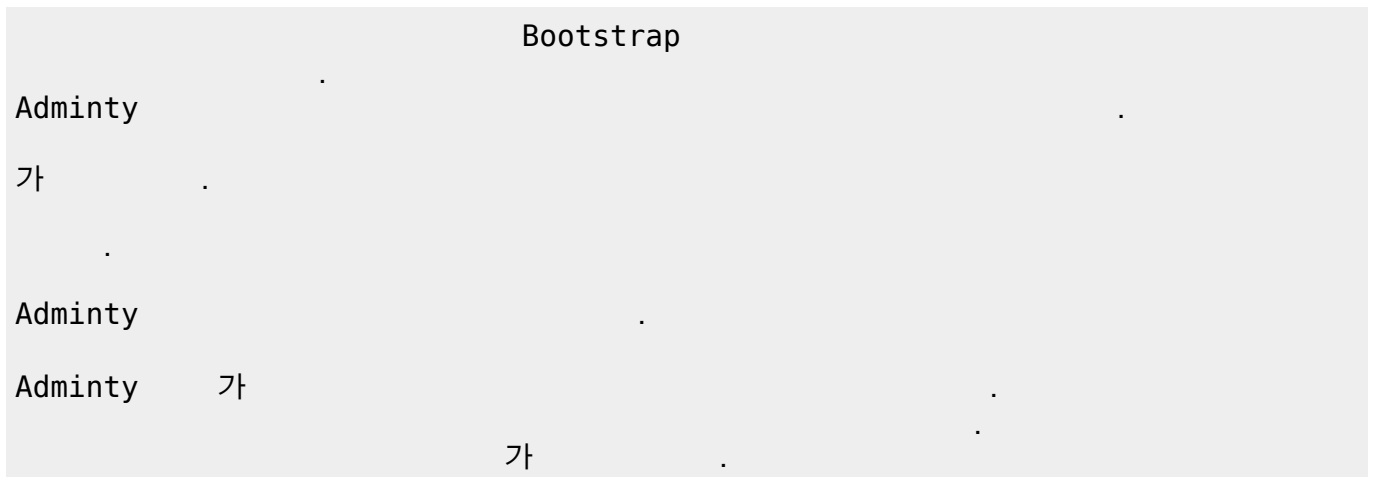 Bootstrap
.
Adminty .
가 .
.
Adminty .
Adminty 가 .
.
가 .